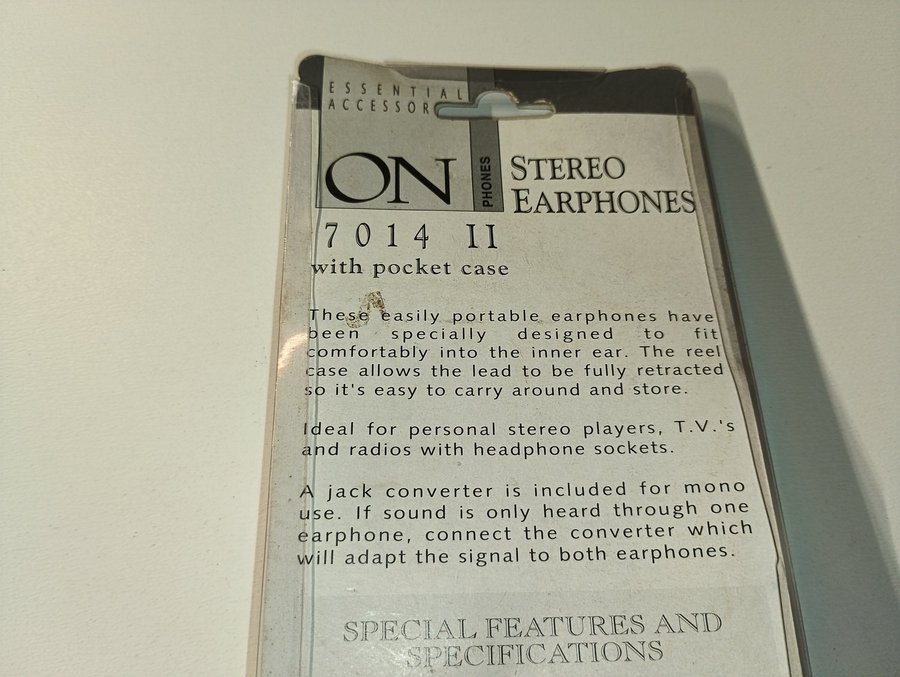 ESSENTIAL
ACCESSOR
ON
PHONES
STEREO
EARPHONES
7014 II
with pocket case
These easily portable earphones have
been specially designed to fit
comfortably into the inner ear. The reel
case allows the lead to be fully retracted
so it's easy to carry around and store.
Ideal for personal stereo players, T.V.'s
and radios with headphone sockets.
A jack converter is included for mono
use. If sound is only heard through one
earphone, connect the converter which
will adapt the signal to both earphones.
SPECIAL FEATURES AND
SPECIFICATIONS